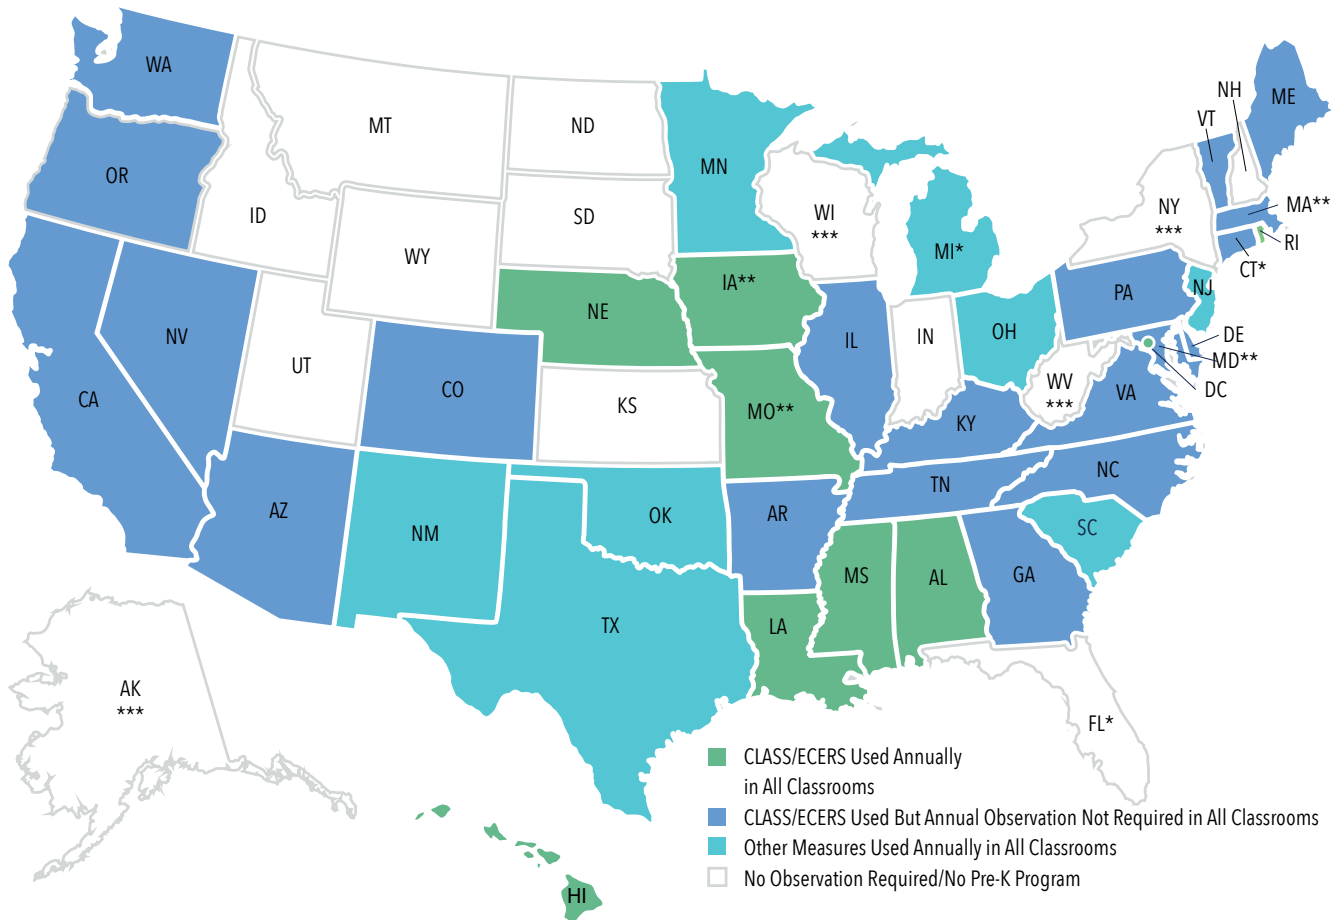 WA
MT
ND
MN
VT
NH
ME
OR
ID
SD
WI
***
NY
***
MA**
RI
CT*
WY
MI*
IA**
NE
PA
NJ
NV
UT
CO
IL
IN
OH
DE
MD**
DC
CA
KS
MO**
WV
***
VA
KY
AZ
NM
OK
AR
TN
NC
SC
TX
MS
AL
GA
LA
AK
***
FL*
HI
CLASS/ECERS Used Annually
in All Classrooms
CLASS/ECERS Used But Annual Observation Not Required in All Classrooms
Other Measures Used Annually in All Classrooms
No Observation Required/No Pre-K Program